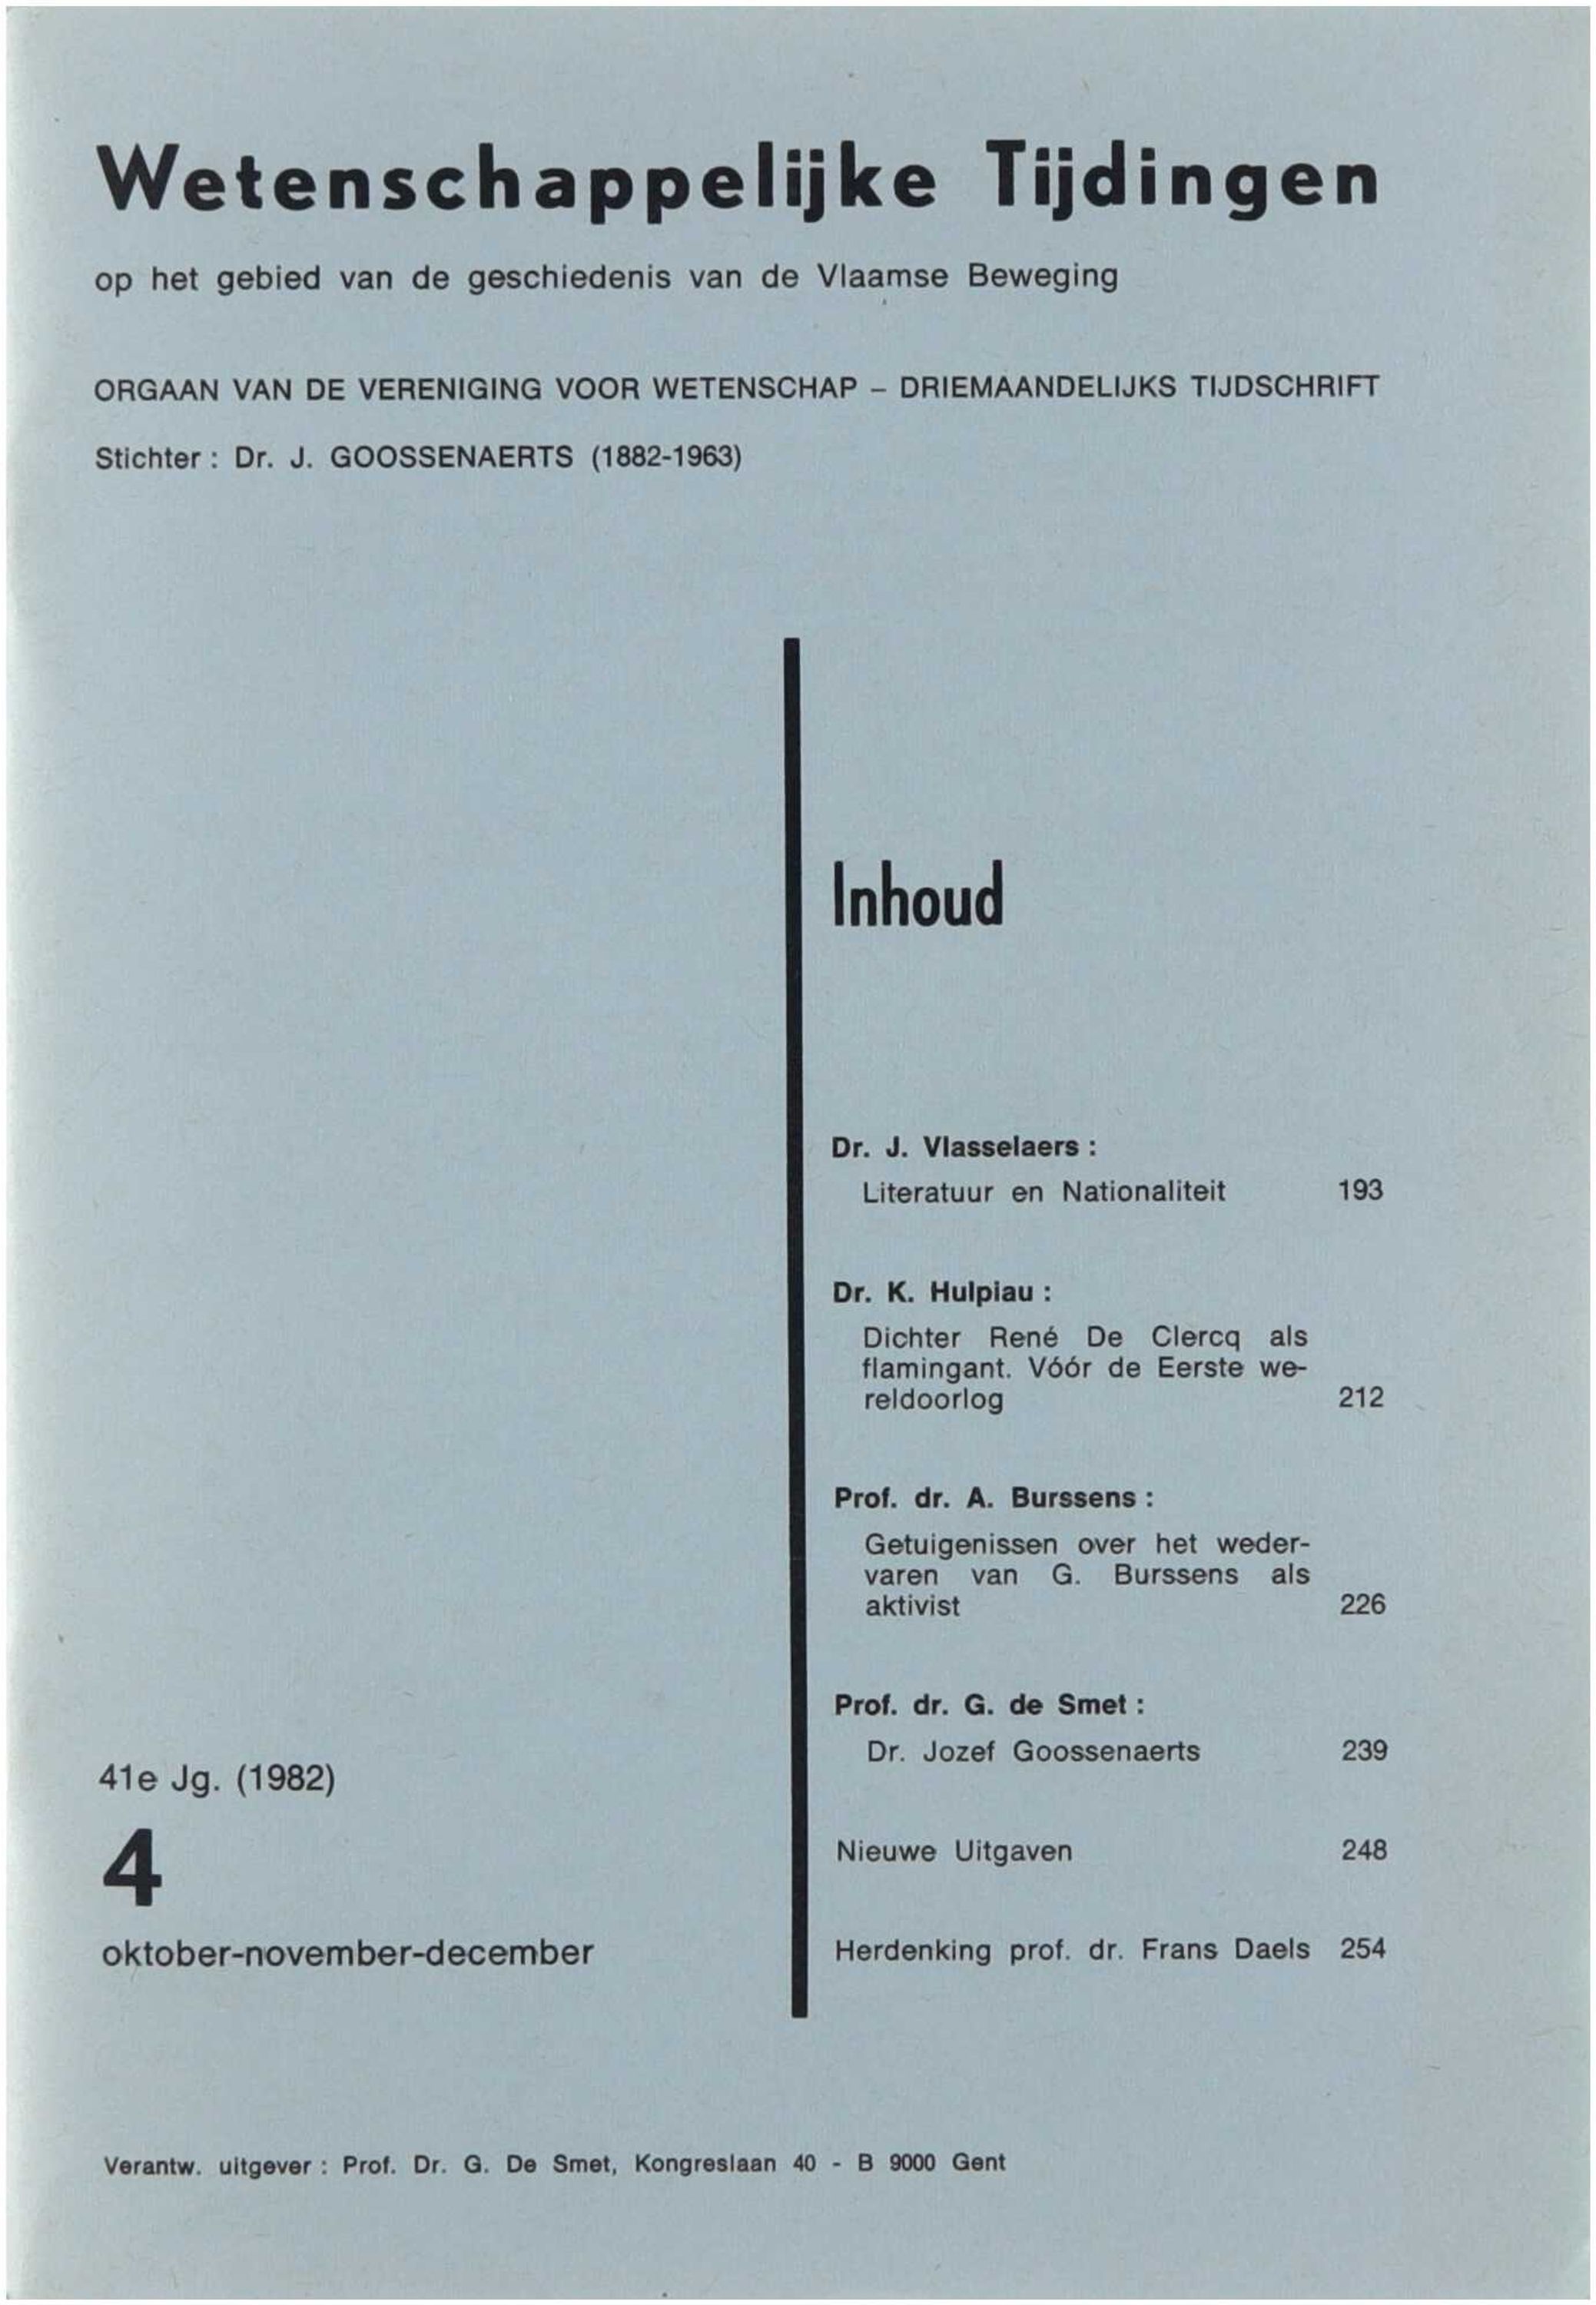 Wetenschappelijke Tijdingen
op het gebied van de geschiedenis van de Vlaamse Beweging
ORGAAN VAN DE VERENIGING VOOR WETENSCHAP – DRIEMAANDELIJKS TIJDSCHRIFT
Stichter : Dr. J. GOOSSENAERTS (1882-1963)
Inhoud
Dr. J. Vlasselaers :
Literatuur en Nationaliteit 193
Dr. K. Hulpiau :
Dichter René De Clercq als
flamingant. Vóór de Eerste we-
reldoorlog 212
Prof. dr. A. Burssens :
Getuigenissen over het weder-
varen van G. Burssens als
aktivist 226
Prof. dr. G. de Smet :
Dr. Jozef Goossenaerts 239
Nieuwe Uitgaven 248
Herdenking prof. dr. Frans Daels 254
41e Jg. (1982)
4
oktober-november-december
Verantw. uitgever : Prof. Dr. G. De Smet, Kongreslaan 40 - B 9000 Gent